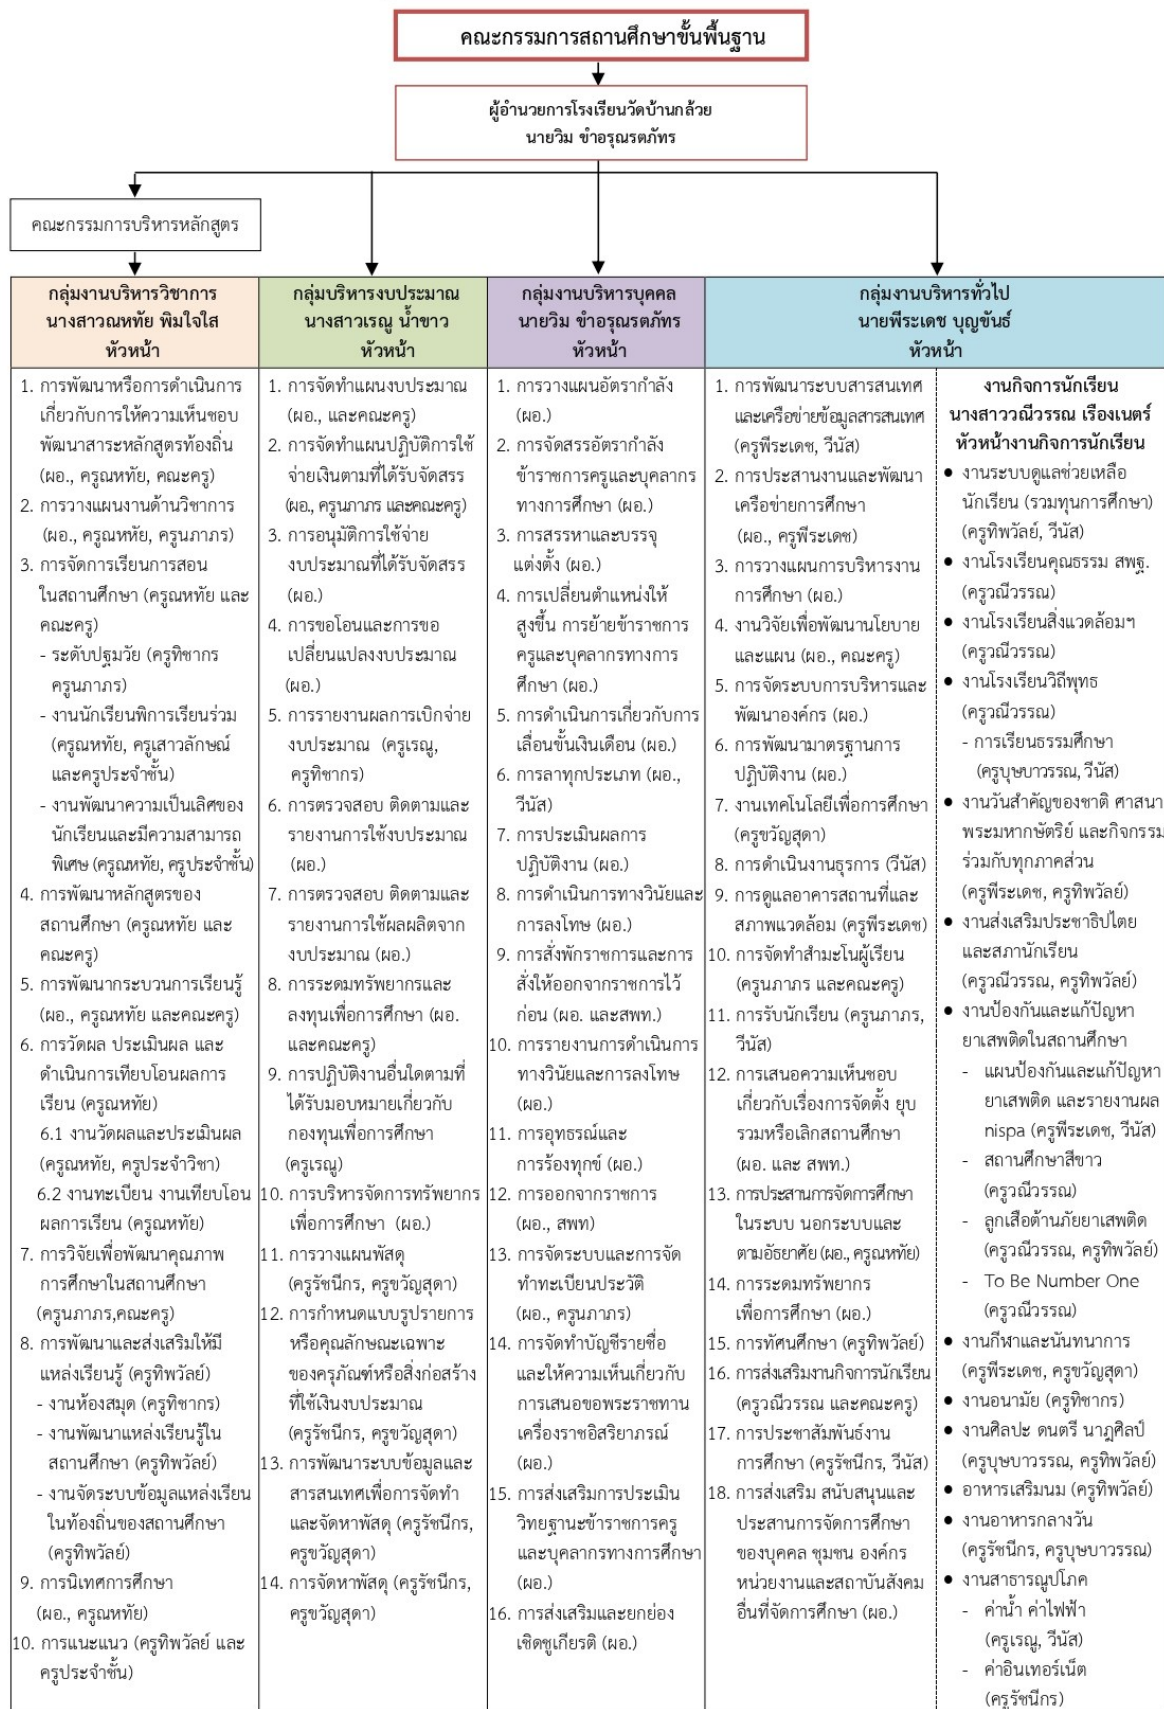 คณะกรรมการสถานศึกษาขั้นพื้นฐาน
ผู้อำนวยการโรงเรียนวัดบ้านกล้วย
นายวิม ขำอรุณรตภัทร
คณะกรรมการบริหารหลักสูตร
กลุ่มงานบริหารวิชาการ
นางสาวณหทัย พิมใจใส
หัวหน้า
1. การพัฒนาหรือการดำเนินการ
เกี่ยวกับการให้ความเห็นชอบ
พัฒนาสาระหลักสูตรท้องถิ่น
(ผอ., ครูณหทัย, คณะครู)
2. การวางแผนงานด้านวิชาการ
(ผอ., ครูณหทัย, ครูนภาภร)
3. การจัดการเรียนการสอน
ในสถานศึกษา (ครูณหทัย และ
คณะครู)
- ระดับปฐมวัย (ครูทิชากร
ครูนภาภร)
- งานนักเรียนพิการเรียนร่วม
(ครูณหทัย, ครูเสาวลักษณ์
และครูประจำชั้น)
- งานพัฒนาความเป็นเลิศของ
นักเรียนและมีความสามารถ
พิเศษ (ครูณหทัย, ครูประจำชั้น)
4. การพัฒนาหลักสูตรของ
สถานศึกษา (ครูณหทัย และ
คณะครู)
5. การพัฒนากระบวนการเรียนรู้
(ผอ., ครูณหทัย และคณะครู)
6. การวัดผล ประเมินผล และ
ดำเนินการเทียบโอนผลการ
เรียน (ครูณหทัย)
6.1 งานวัดผลและประเมินผล
(ครูณหทัย, ครูประจำวิชา)
6.2 งานทะเบียน งานเทียบโอน
ผลการเรียน (ครูณหทัย)
7. การวิจัยเพื่อพัฒนาคุณภาพ
การศึกษาในสถานศึกษา
(ครูนภาภร,คณะครู)
8. การพัฒนาและส่งเสริมให้มี
แหล่งเรียนรู้ (ครูทิพวัลย์)
- งานห้องสมุด (ครูทิชากร)
- งานพัฒนาแหล่งเรียนรู้ใน
สถานศึกษา (ครูทิพวัลย์)
- งานจัดระบบข้อมูลแหล่งเรียน
ในท้องถิ่นของสถานศึกษา
(ครูทิพวัลย์)
9. การนิเทศการศึกษา
(ผอ., ครูณหทัย)
10. การแนะแนว (ครูทิพวัลย์ และ
ครูประจำชั้น)
กลุ่มบริหารงบประมาณ
นางสาวเรณู น้ำขาว
หัวหน้า
1. การจัดทำแผนงบประมาณ
(ผอ., และคณะครู)
2. การจัดทำแผนปฏิบัติการใช้
จ่ายเงินตามที่ได้รับจัดสรร
(ผอ., ครูนภาภร และคณะครู)
3. การอนุมัติการใช้จ่าย
งบประมาณที่ได้รับจัดสรร
(ผอ.)
4. การขอโอนและการขอ
เปลี่ยนแปลงงบประมาณ
(ผอ.)
5. การรายงานผลการเบิกจ่าย
งบประมาณ (ครูเรณู,
ครูทิชากร)
6. การตรวจสอบ ติดตามและ
รายงานการใช้งบประมาณ
(ผอ.)
7. การตรวจสอบ ติดตามและ
รายงานการใช้ผลผลิตจาก
งบประมาณ (ผอ.)
8. การระดมทรัพยากรและ
ลงทุนเพื่อการศึกษา (ผอ.
และคณะครู)
9. การปฏิบัติงานอื่นใดตามที่
ได้รับมอบหมายเกี่ยวกับ
กองทุนเพื่อการศึกษา
(ครูเรณู)
10. การบริหารจัดการทรัพยากร
เพื่อการศึกษา (ผอ.)
11. การวางแผนพัสดุ
(ครูรัชนีกร, ครูขวัญสุดา)
12. การกำหนดแบบรูปรายการ
หรือคุณลักษณะเฉพาะ
ของครุภัณฑ์หรือสิ่งก่อสร้าง
ที่ใช้เงินงบประมาณ
(ครูรัชนีกร, ครูขวัญสุดา)
13. การพัฒนาระบบข้อมูลและ
สารสนเทศเพื่อการจัดทำ
และจัดหาพัสดุ (ครูรัชนีกร,
ครูขวัญสุดา)
14. การจัดหาพัสดุ (ครูรัชนีกร,
ครูขวัญสุดา)
กลุ่มงานบริหารบุคคล
นายวิม ขำอรุณรตภัทร
หัวหน้า
1. การวางแผนอัตรากำลัง
(ผอ.)
2. การจัดสรรอัตรากำลัง
ข้าราชการครูและบุคลากร
ทางการศึกษา (ผอ.)
3. การสรรหาและบรรจุ
แต่งตั้ง (ผอ.)
4. การเปลี่ยนตำแหน่งให้
สูงขึ้น การย้ายข้าราชการ
ครูและบุคลากรทางการ
ศึกษา (ผอ.)
5. การดำเนินการเกี่ยวกับการ
เลื่อนขั้นเงินเดือน (ผอ.)
6. การลาทุกประเภท (ผอ.,
วีนัส)
7. การประเมินผลการ
ปฏิบัติงาน (ผอ.)
8. การดำเนินการทางวินัยและ
การลงโทษ (ผอ.)
9. การสั่งพักราชการและการ
สั่งให้ออกจากราชการไว้
ก่อน (ผอ. และสพท.)
10. การรายงานการดำเนินการ
ทางวินัยและการลงโทษ
(ผอ.)
11. การอุทธรณ์และ
การร้องทุกข์ (ผอ.)
12. การออกจากราชการ
(ผอ., สพท)
13. การจัดระบบและการจัด
ทำทะเบียนประวัติ
(ผอ., ครูนภาภร)
14. การจัดทำบัญชีรายชื่อ
และให้ความเห็นเกี่ยวกับ
การเสนอขอพระราชทาน
เครื่องราชอิสริยาภรณ์
(ผอ.)
15. การส่งเสริมการประเมิน
วิทยฐานะข้าราชการครู
และบุคลากรทางการศึกษา
(ผอ.)
16. การส่งเสริมและยกย่อง
เชิดชูเกียรติ (ผอ.)
กลุ่มงานบริหารทั่วไป
นายพีระเดช บุญขันธ์
หัวหน้า
1. การพัฒนาระบบสารสนเทศ
และเครือข่ายข้อมูลสารสนเทศ
(ครูพีระเดช, วีนัส)
2. การประสานงานและพัฒนา
เครือข่ายการศึกษา
(ผอ., ครูพีระเดช)
3. การวางแผนการบริหารงาน
การศึกษา (ผอ.)
4. งานวิจัยเพื่อพัฒนานโยบาย
และแผน (ผอ., คณะครู)
5. การจัดระบบการบริหารและ
พัฒนาองค์กร (ผอ.)
6. การพัฒนามาตรฐานการ
ปฏิบัติงาน (ผอ.)
7. งานเทคโนโลยีเพื่อการศึกษา
(ครูขวัญสุดา)
8. การดำเนินงานธุรการ (วีนัส)
9. การดูแลอาคารสถานที่และ
สภาพแวดล้อม (ครูพีระเดช)
10. การจัดทำสำมะโนผู้เรียน
(ครูนภาภร และคณะครู)
11. การรับนักเรียน (ครูนภาภร,
วีนัส)
12. การเสนอความเห็นชอบ
เกี่ยวกับเรื่องการจัดตั้ง ยุบ
รวมหรือเลิกสถานศึกษา
(ผอ. และ สพท.)
13. การประสานการจัดการศึกษา
ในระบบ นอกระบบและ
ตามอัธยาศัย (ผอ., ครูณหทัย)
14. การระดมทรัพยากร
เพื่อการศึกษา (ผอ.)
15. การทัศนศึกษา (ครูทิพวัลย์)
16. การส่งเสริมงานกิจการนักเรียน
(ครูวณีวรรณ และคณะครู)
17. การประชาสัมพันธ์งาน
การศึกษา (ครูรัชนีกร, วีนัส)
18. การส่งเสริม สนับสนุนและ
ประสานการจัดการศึกษา
ของบุคคล ชุมชน องค์กร
หน่วยงานและสถาบันสังคม
อื่นที่จัดการศึกษา (ผอ.)
งานกิจการนักเรียน
นางสาววณีวรรณ เรืองเนตร์
หัวหน้างานกิจการนักเรียน
● งานระบบดูแลช่วยเหลือ
นักเรียน (รวมทุนการศึกษา)
(ครูทิพวัลย์, วีนัส)
● งานโรงเรียนคุณธรรม สพฐ.
(ครูวณีวรรณ)
● งานโรงเรียนสิ่งแวดล้อมฯ
(ครูวณีวรรณ)
● งานโรงเรียนวิถีพุทธ
(ครูวณีวรรณ)
- การเรียนธรรมศึกษา
(ครูบุษบาวรรณ, วีนัส)
● งานวันสำคัญของชาติ ศาสนา
พระมหากษัตริย์ และกิจกรรม
ร่วมกับทุกภาคส่วน
(ครูพีระเดช, ครูทิพวัลย์)
● งานส่งเสริมประชาธิปไตย
และสภานักเรียน
(ครูวณีวรรณ, ครูทิพวัลย์)
● งานป้องกันและแก้ปัญหา
ยาเสพติดในสถานศึกษา
- แผนป้องกันและแก้ปัญหา
ยาเสพติด และรายงานผล
nispa (ครูพีระเดช, วีนัส)
- สถานศึกษาสีขาว
(ครูวณีวรรณ)
- ลูกเสือต้านภัยยาเสพติด
(ครูวณีวรรณ, ครูทิพวัลย์)
- To Be Number One
(ครูวณีวรรณ)
● งานกีฬาและนันทนาการ
(ครูพีระเดช, ครูขวัญสุดา)
● งานอนามัย (ครูทิชากร)
● งานศิลปะ ดนตรี นาฎศิลป์
(ครูบุษบาวรรณ, ครูทิพวัลย์)
● อาหารเสริมนม (ครูทิพวัลย์)
● งานอาหารกลางวัน
(ครูรัชนีกร, ครูบุษบาวรรณ)
● งานสาธารณูปโภค
- ค่าน้ำ ค่าไฟฟ้า
(ครูเรณู, วีนัส)
- ค่าอินเทอร์เน็ต
(ครูรัชนีกร)